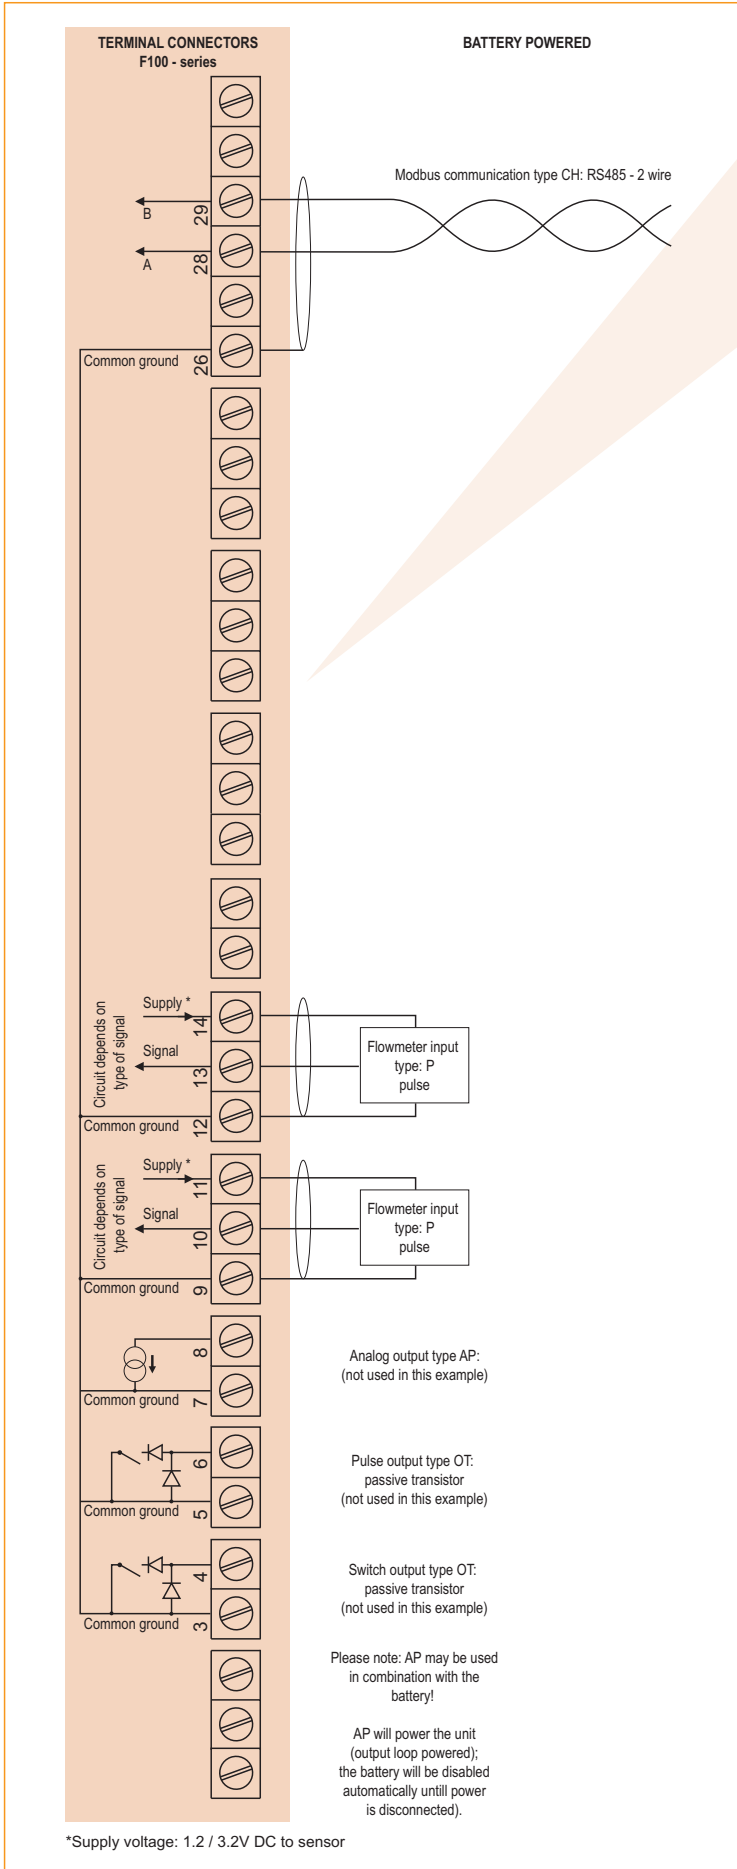 TERMINAL CONNECTORS
F100 - series
BATTERY POWERED
Modbus communication type CH: RS485 - 2 wire
B
29
A
28
Common ground
26
Circuit depends on
type of signal
Supply *
14
Signal
13
Common ground
12
Flowmeter input
type: P
pulse
Circuit depends on
type of signal
Supply *
11
Signal
10
Common ground
9
Flowmeter input
type: P
pulse
8
Common ground
7
Analog output type AP:
(not used in this example)
6
Common ground
5
Pulse output type OT:
passive transistor
(not used in this example)
4
Common ground
3
Switch output type OT:
passive transistor
(not used in this example)
Please note: AP may be used
in combination with the
battery!
AP will power the unit
(output loop powered);
the battery will be disabled
automatically untill power
is disconnected).
*Supply voltage: 1.2 / 3.2V DC to sensor